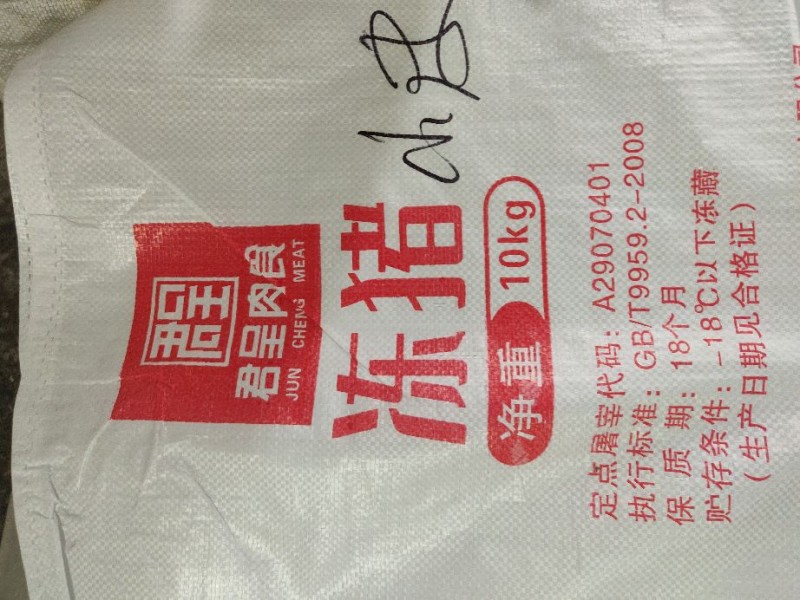 君呈肉食
JUN CHENG MEAT
冻猪
净重 10kg
定点屠宰代码：A29070401
执行标准：GB/T9959.2-2008
保 质 期：18个月
贮存条件：-18℃以下冻藏
（生产日期见合格证）